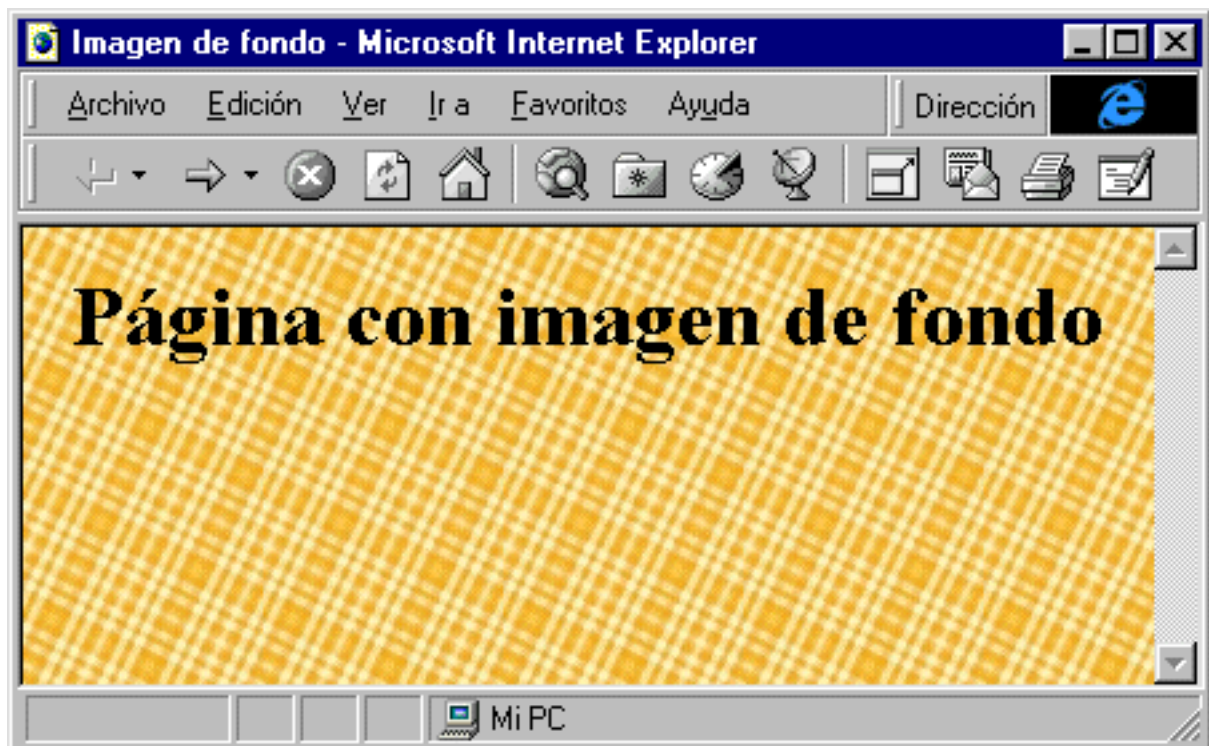 Imagen de fondo - Microsoft Internet Explorer
Archivo Edición Ver Ir a Favoritos Ayuda Dirección
Página con imagen de fondo
Mi PC